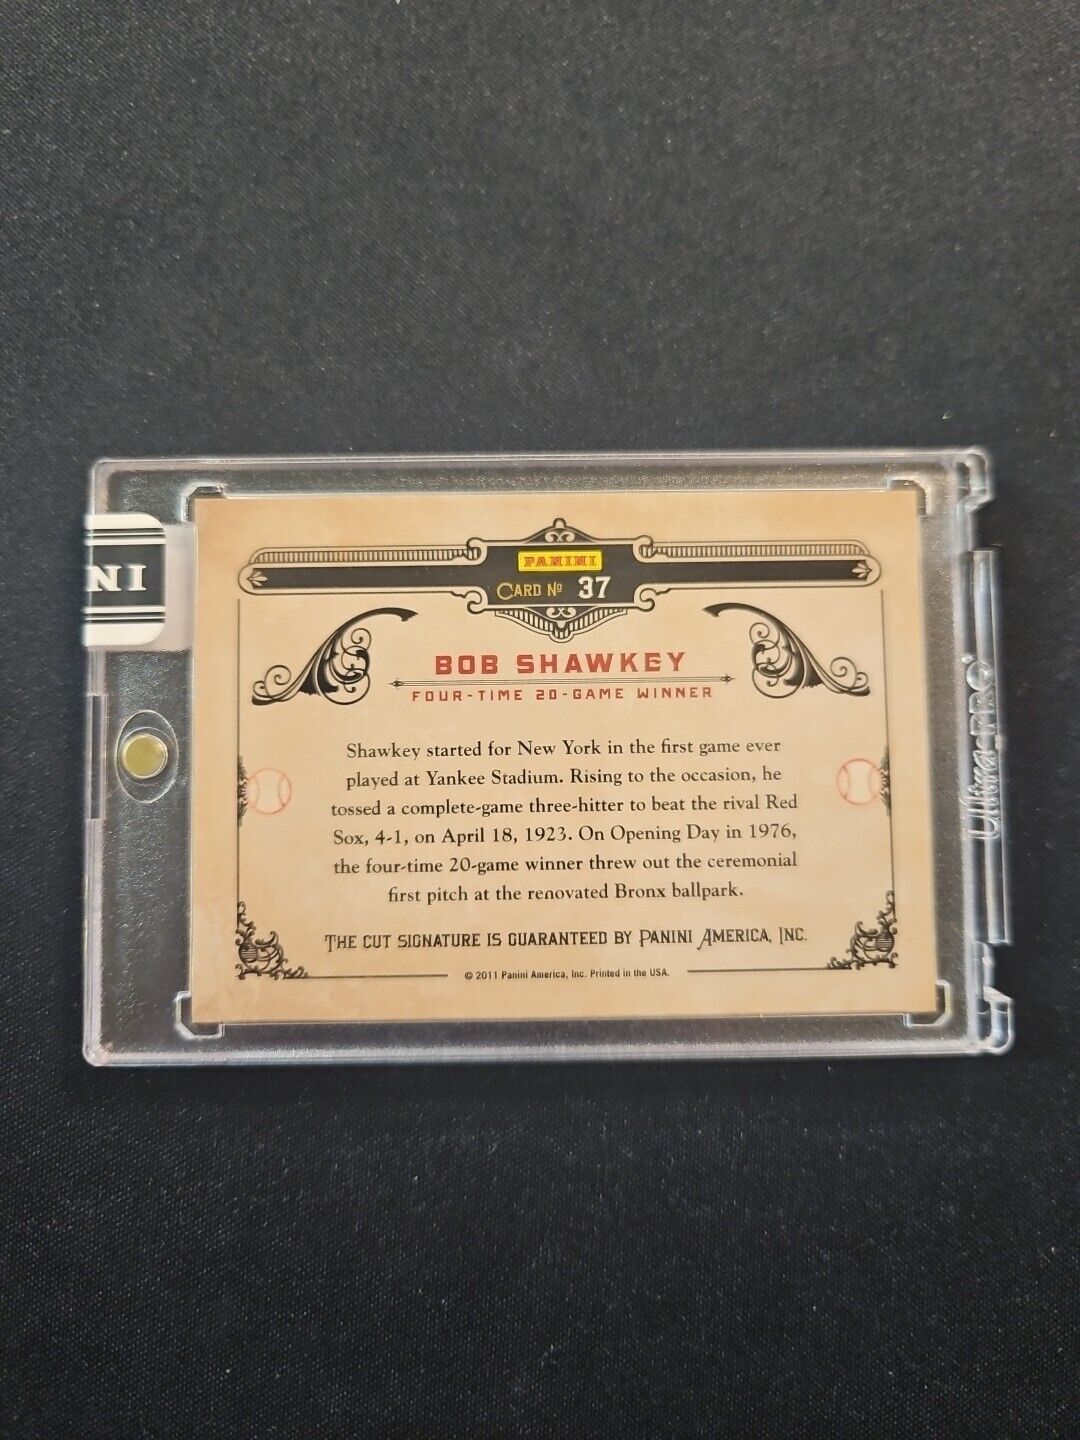 PANINI
CARD Nº 37
BOB SHAWKEY
FOUR-TIME 20-GAME WINNER
Shawkey started for New York in the first game ever
played at Yankee Stadium. Rising to the occasion, he
tossed a complete-game three-hitter to beat the rival Red
Sox, 4-1, on April 18, 1923. On Opening Day in 1976,
the four-time 20-game winner threw out the ceremonial
first pitch at the renovated Bronx ballpark.
THE CUT SIGNATURE IS GUARANTEED BY PANINI AMERICA, INC.
© 2011 Panini America, Inc. Printed in the USA.
NI
Ultra·PRO®